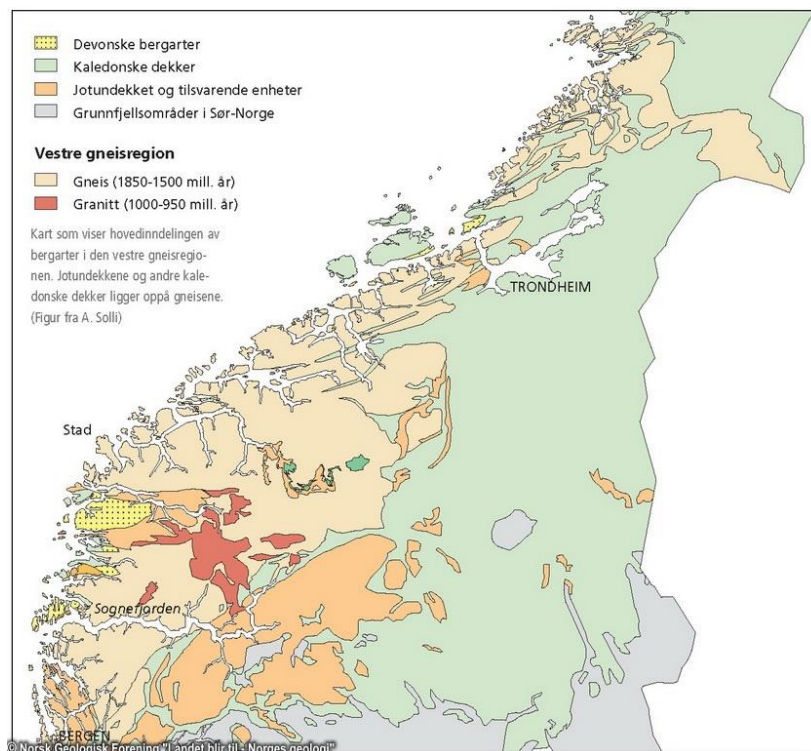 Devonske bergarter
Kaledonske dekker
Jotundekket og tilsvarende enheter
Grunnfjellsområder i Sør-Norge
Vestre gneisregion
Gneis (1850-1500 mill. år)
Granitt (1000-950 mill. år)
Kart som viser hovedinndelingen av
bergarter i den vestre gneisregio-
nen. Jotundekkene og andre kale-
donske dekker ligger oppå gneisene.
(Figur fra A. Solli)
TRONDHEIM
Stad
Sognefjorden
BERGEN
© Norsk Geologisk Forening "Landet blir til - Norges geologi"